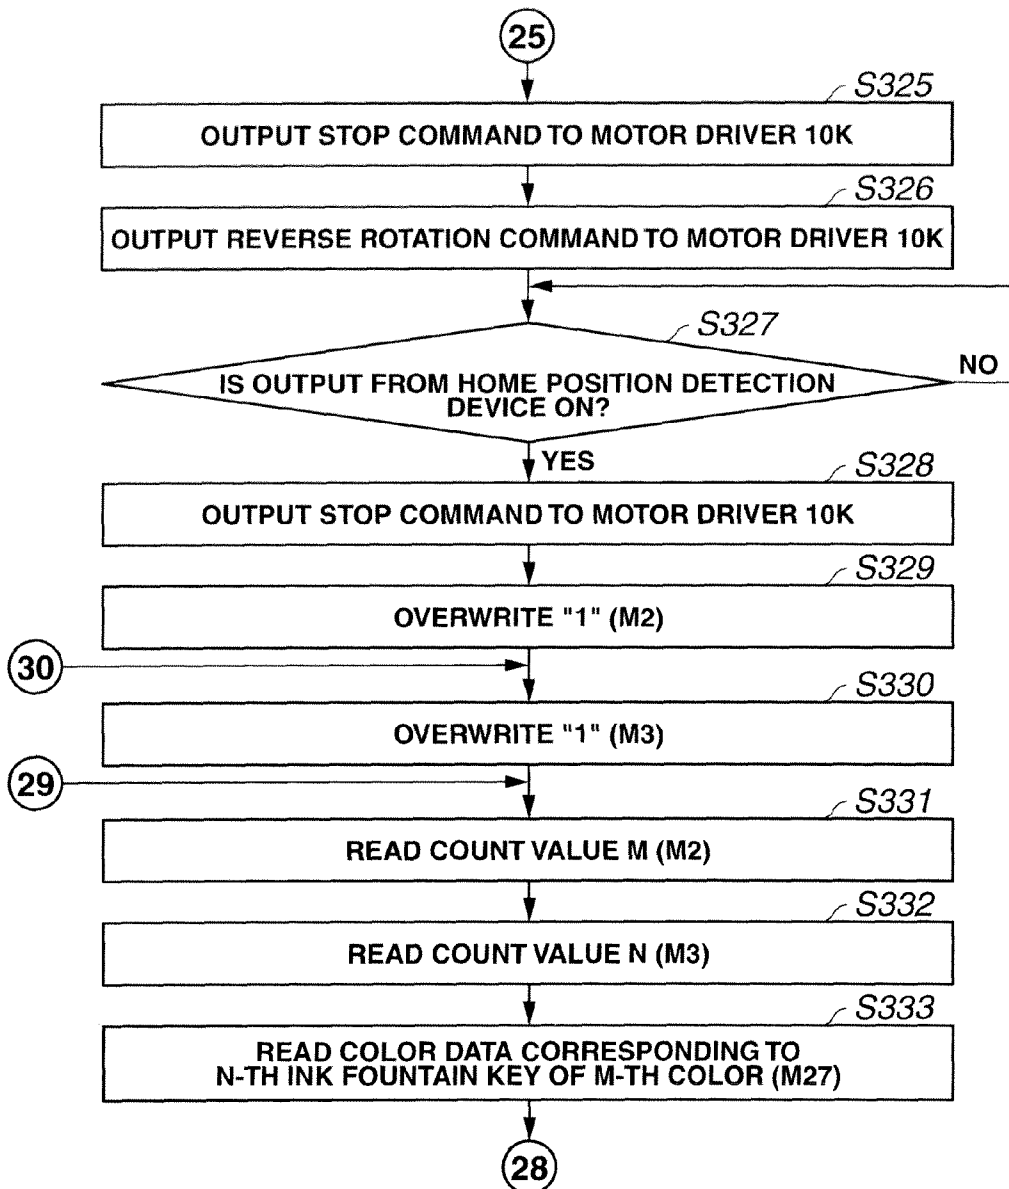 25
S325
OUTPUT STOP COMMAND TO MOTOR DRIVER 10K
S326
OUTPUT REVERSE ROTATION COMMAND TO MOTOR DRIVER 10K
S327
IS OUTPUT FROM HOME POSITION DETECTION
DEVICE ON?
NO
YES
S328
OUTPUT STOP COMMAND TO MOTOR DRIVER 10K
S329
OVERWRITE "1" (M2)
30
S330
OVERWRITE "1" (M3)
29
S331
READ COUNT VALUE M (M2)
S332
READ COUNT VALUE N (M3)
S333
READ COLOR DATA CORRESPONDING TO
N-TH INK FOUNTAIN KEY OF M-TH COLOR (M27)
28